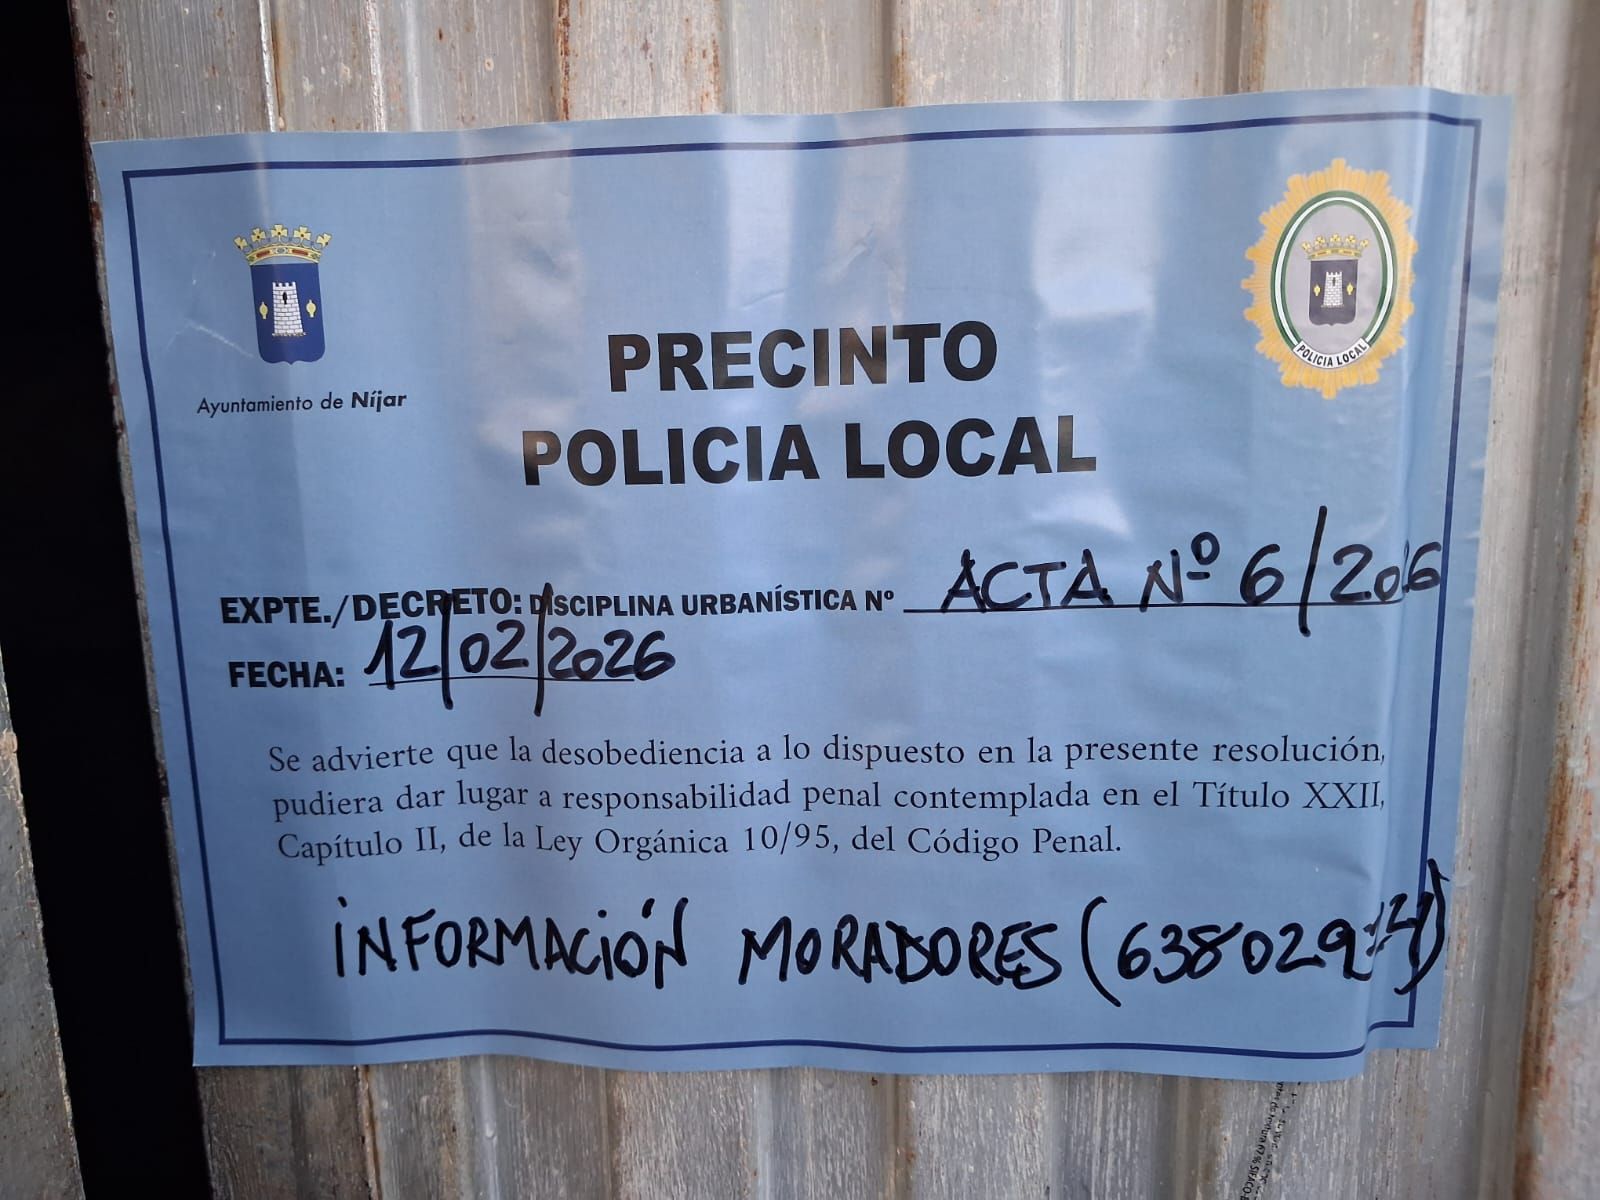 Ayuntamiento de Níjar
POLICIA LOCAL
PRECINTO
POLICIA LOCAL
EXPTE./DECRETO: DISCIPLINA URBANÍSTICA Nº ACTA Nº 6/2026
FECHA: 12/02/2026
Se advierte que la desobediencia a lo dispuesto en la presente resolución,
pudiera dar lugar a responsabilidad penal contemplada en el Título XXII,
Capítulo II, de la Ley Orgánica 10/95, del Código Penal.
INFORMACIÓN MORADORES